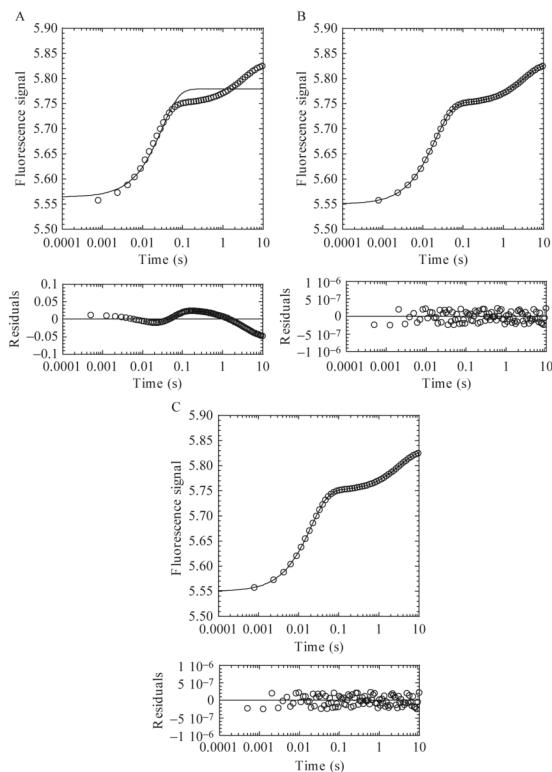 A
Fluorescence signal
5.90
5.85
5.80
5.75
5.70
5.65
5.60
5.55
5.50
0.0001 0.001 0.01 0.1 1 10
Time (s)
Residuals
0.1
0.05
0
−0.05
−0.1
0.0001 0.001 0.01 0.1 1 10
Time (s)
B
Fluorescence signal
5.90
5.85
5.80
5.75
5.70
5.65
5.60
5.55
5.50
0.0001 0.001 0.01 0.1 1 10
Time (s)
Residuals
1 10⁻⁶
5 10⁻⁷
0
−5 10⁻⁷
−1 10⁻⁶
0.0001 0.001 0.01 0.1 1 10
Time (s)
C
Fluorescence signal
5.90
5.85
5.80
5.75
5.70
5.65
5.60
5.55
5.50
0.0001 0.001 0.01 0.1 1 10
Time (s)
Residuals
1 10⁻⁶
5 10⁻⁷
0
−5 10⁻⁷
−1 10⁻⁶
0.0001 0.001 0.01 0.1 1 10
Time (s)